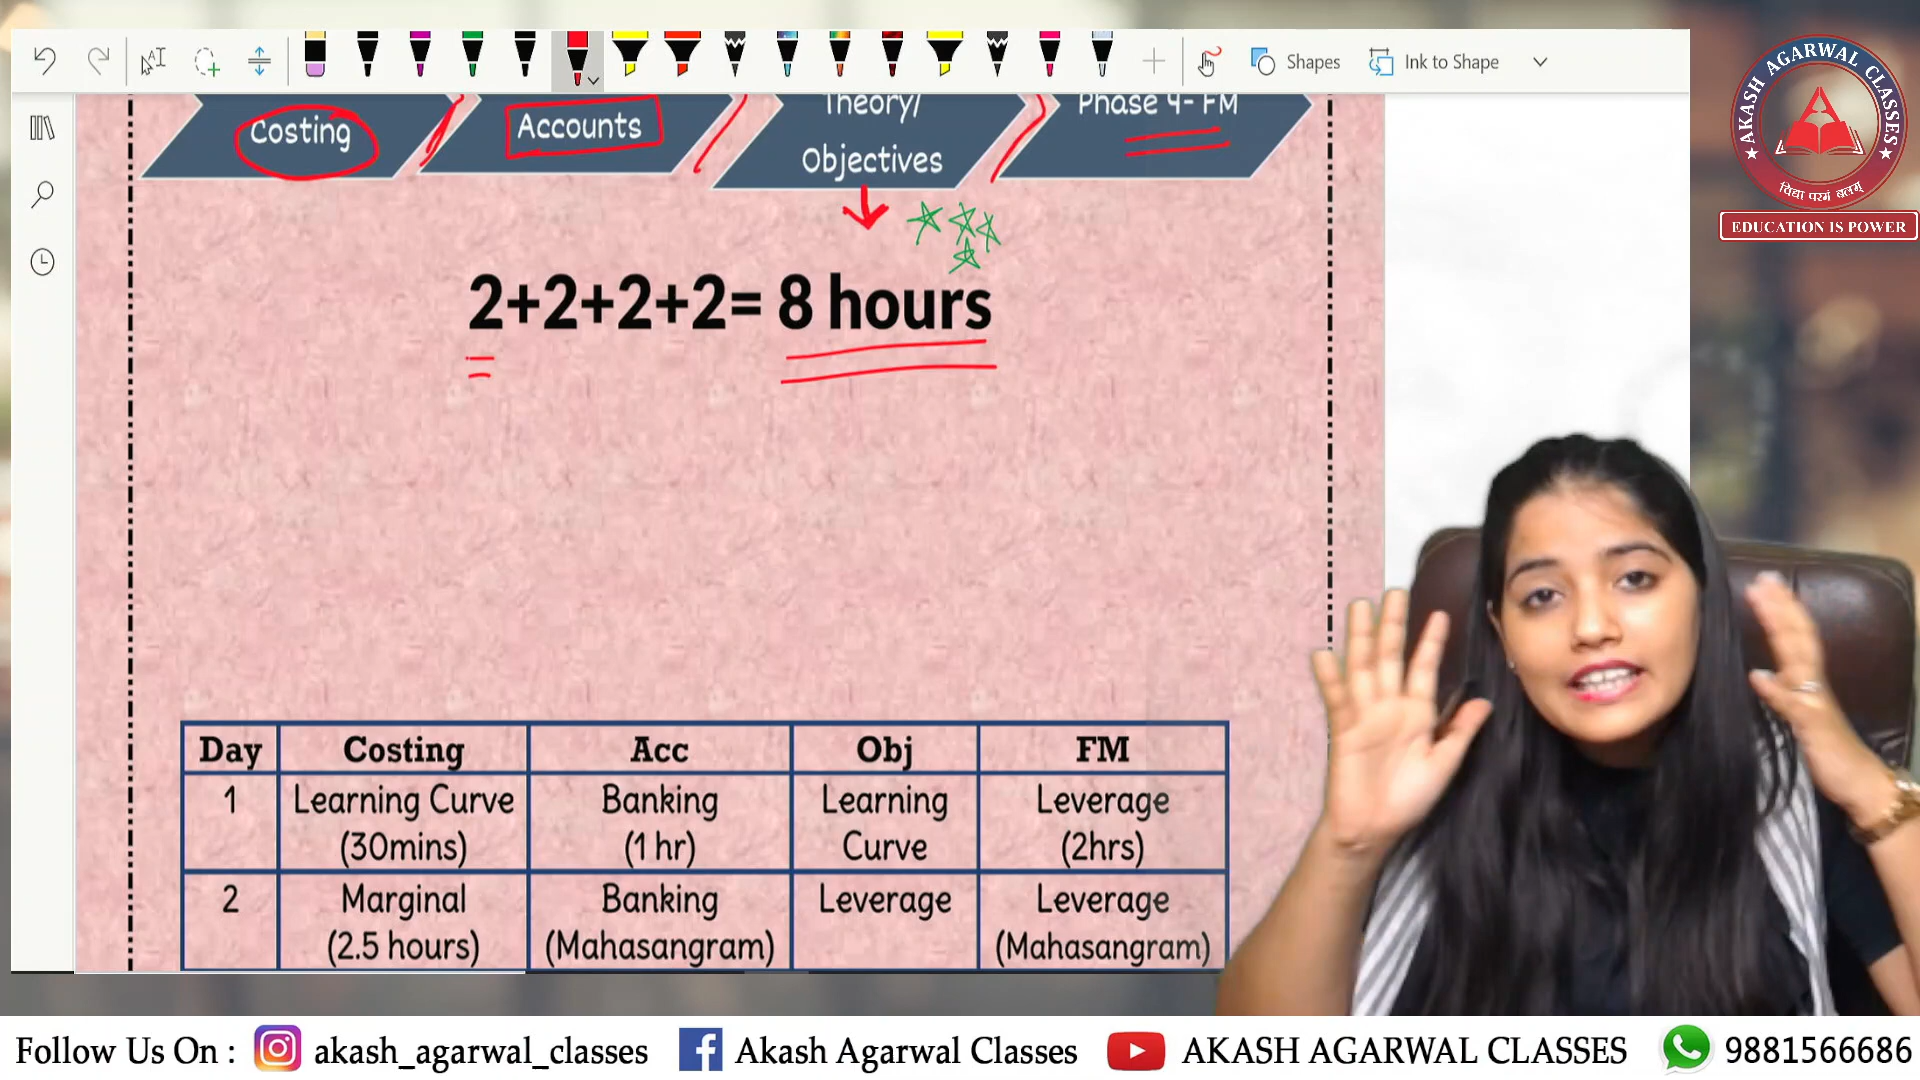 Shapes
Ink to Shape
AKASH AGARWAL CLASSES
विद्या परमं बलम्
EDUCATION IS POWER
Costing
Accounts
Theory/
Objectives
Phase 4- FM
2+2+2+2= 8 hours
Day Costing Acc Obj FM
1 Learning Curve (30mins) Banking (1 hr) Learning Curve Leverage (2hrs)
2 Marginal (2.5 hours) Banking (Mahasangram) Leverage Leverage (Mahasangram)
Follow Us On : akash_agarwal_classes Akash Agarwal Classes AKASH AGARWAL CLASSES 9881566686